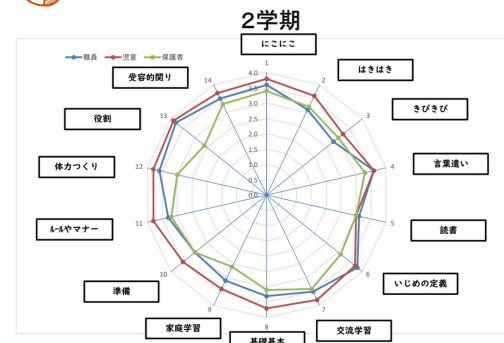 2学期
職員 児童 保護者
にこにこ
はきはき
きびきび
言葉遣い
読書
いじめの定義
交流学習
基礎基本
家庭学習
準備
ルールやマナー
体力つくり
役割
受容的関り
1
2
3
4
5
6
7
8
9
10
11
12
13
14
4.0
3.5
3.0
2.5
2.0
1.5
1.0
0.5
0.0